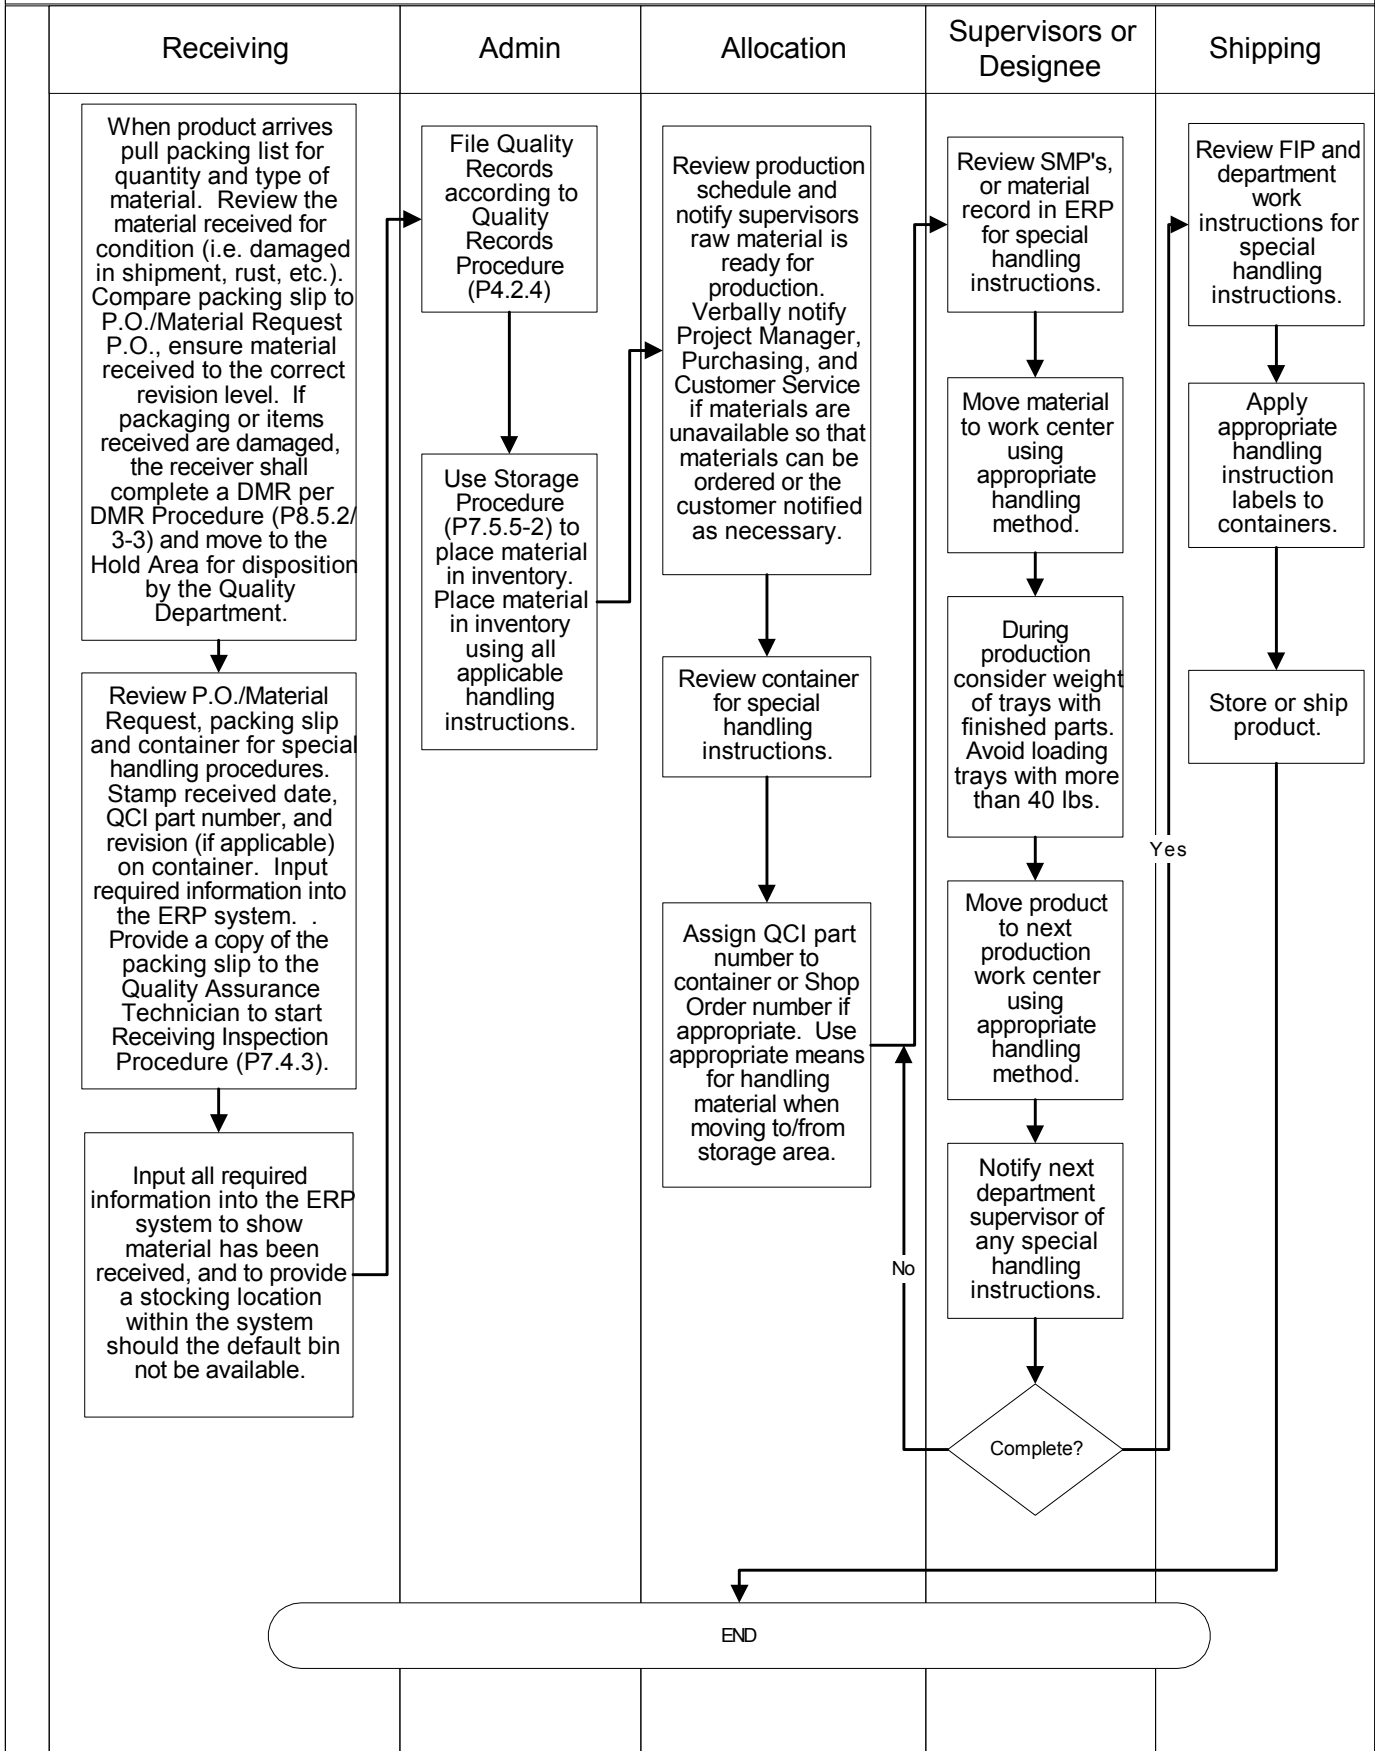 Receiving
Admin
Allocation
Supervisors or
Designee
Shipping
When product arrives
pull packing list for
quantity and type of
material.  Review the
material received for
condition (i.e. damaged
in shipment, rust, etc.).
Compare packing slip to
P.O./Material Request
P.O., ensure material
received to the correct
revision level.  If
packaging or items
received are damaged,
the receiver shall
complete a DMR per
DMR Procedure (P8.5.2/
3-3) and move to the
Hold Area for disposition
by the Quality
Department.
Review P.O./Material
Request, packing slip
and container for special
handling procedures.
Stamp received date,
QCI part number, and
revision (if applicable)
on container.  Input
required information into
the ERP system.  .
Provide a copy of the
packing slip to the
Quality Assurance
Technician to start
Receiving Inspection
Procedure (P7.4.3).
Input all required
information into the ERP
system to show
material has been
received, and to provide
a stocking location
within the system
should the default bin
not be available.
File Quality
Records
according to
Quality
Records
Procedure
(P4.2.4)
Use Storage
Procedure
(P7.5.5-2) to
place material
in inventory.
Place material
in inventory
using all
applicable
handling
instructions.
Review production
schedule and
notify supervisors
raw material is
ready for
production.
Verbally notify
Project Manager,
Purchasing, and
Customer Service
if materials are
unavailable so that
materials can be
ordered or the
customer notified
as necessary.
Review container
for special
handling
instructions.
Assign QCI part
number to
container or Shop
Order number if
appropriate.  Use
appropriate means
for handling
material when
moving to/from
storage area.
Review SMP's,
or material
record in ERP
for special
handling
instructions.
Move material
to work center
using
appropriate
handling
method.
During
production
consider weight
of trays with
finished parts.
Avoid loading
trays with more
than 40 lbs.
Move product
to next
production
work center
using
appropriate
handling
method.
Notify next
department
supervisor of
any special
handling
instructions.
Complete?
No
Yes
Review FIP and
department
work
instructions for
special
handling
instructions.
Apply
appropriate
handling
instruction
labels to
containers.
Store or ship
product.
END